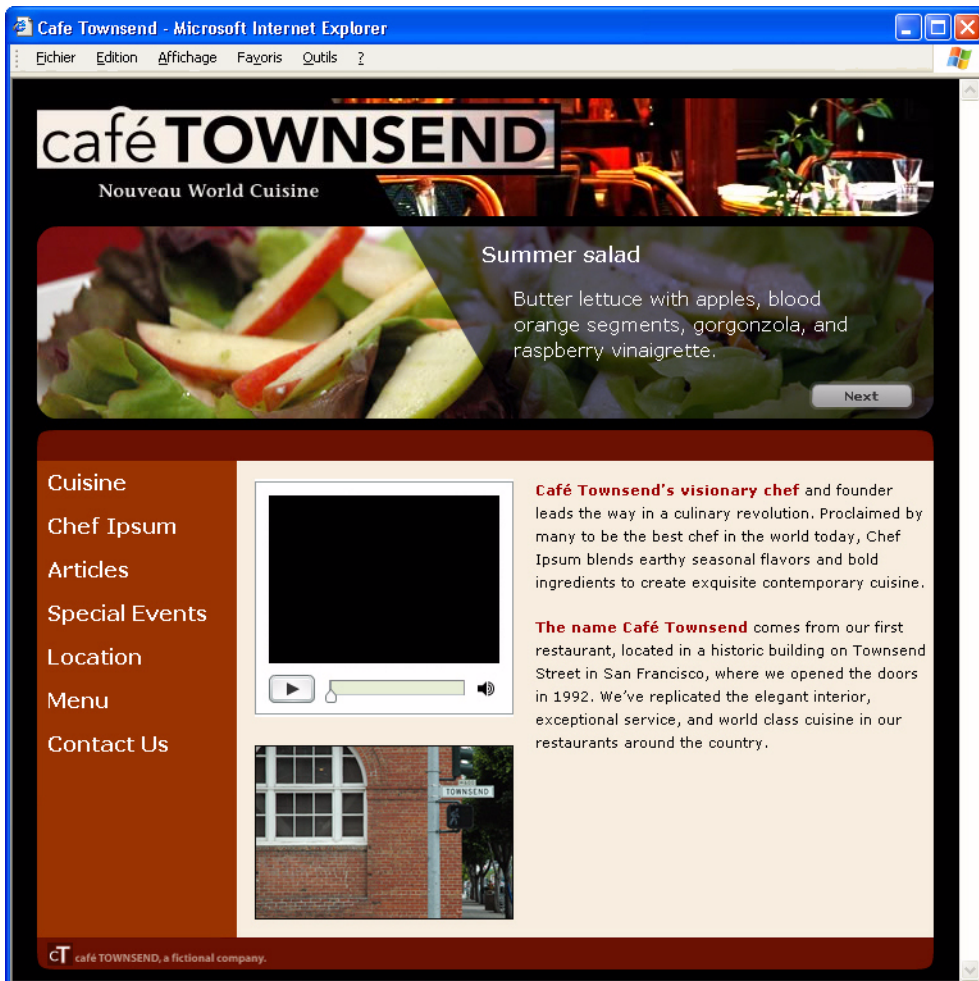 Cafe Townsend - Microsoft Internet Explorer
Fichier Edition Affichage Favoris Outils ?
café TOWNSEND
Nouveau World Cuisine
Summer salad
Butter lettuce with apples, blood
orange segments, gorgonzola, and
raspberry vinaigrette.
Next
Cuisine
Chef Ipsum
Articles
Special Events
Location
Menu
Contact Us
Café Townsend's visionary chef and founder
leads the way in a culinary revolution. Proclaimed by
many to be the best chef in the world today, Chef
Ipsum blends earthy seasonal flavors and bold
ingredients to create exquisite contemporary cuisine.
The name Café Townsend comes from our first
restaurant, located in a historic building on Townsend
Street in San Francisco, where we opened the doors
in 1992. We've replicated the elegant interior,
exceptional service, and world class cuisine in our
restaurants around the country.
TOWNSEND
cT café TOWNSEND, a fictional company.